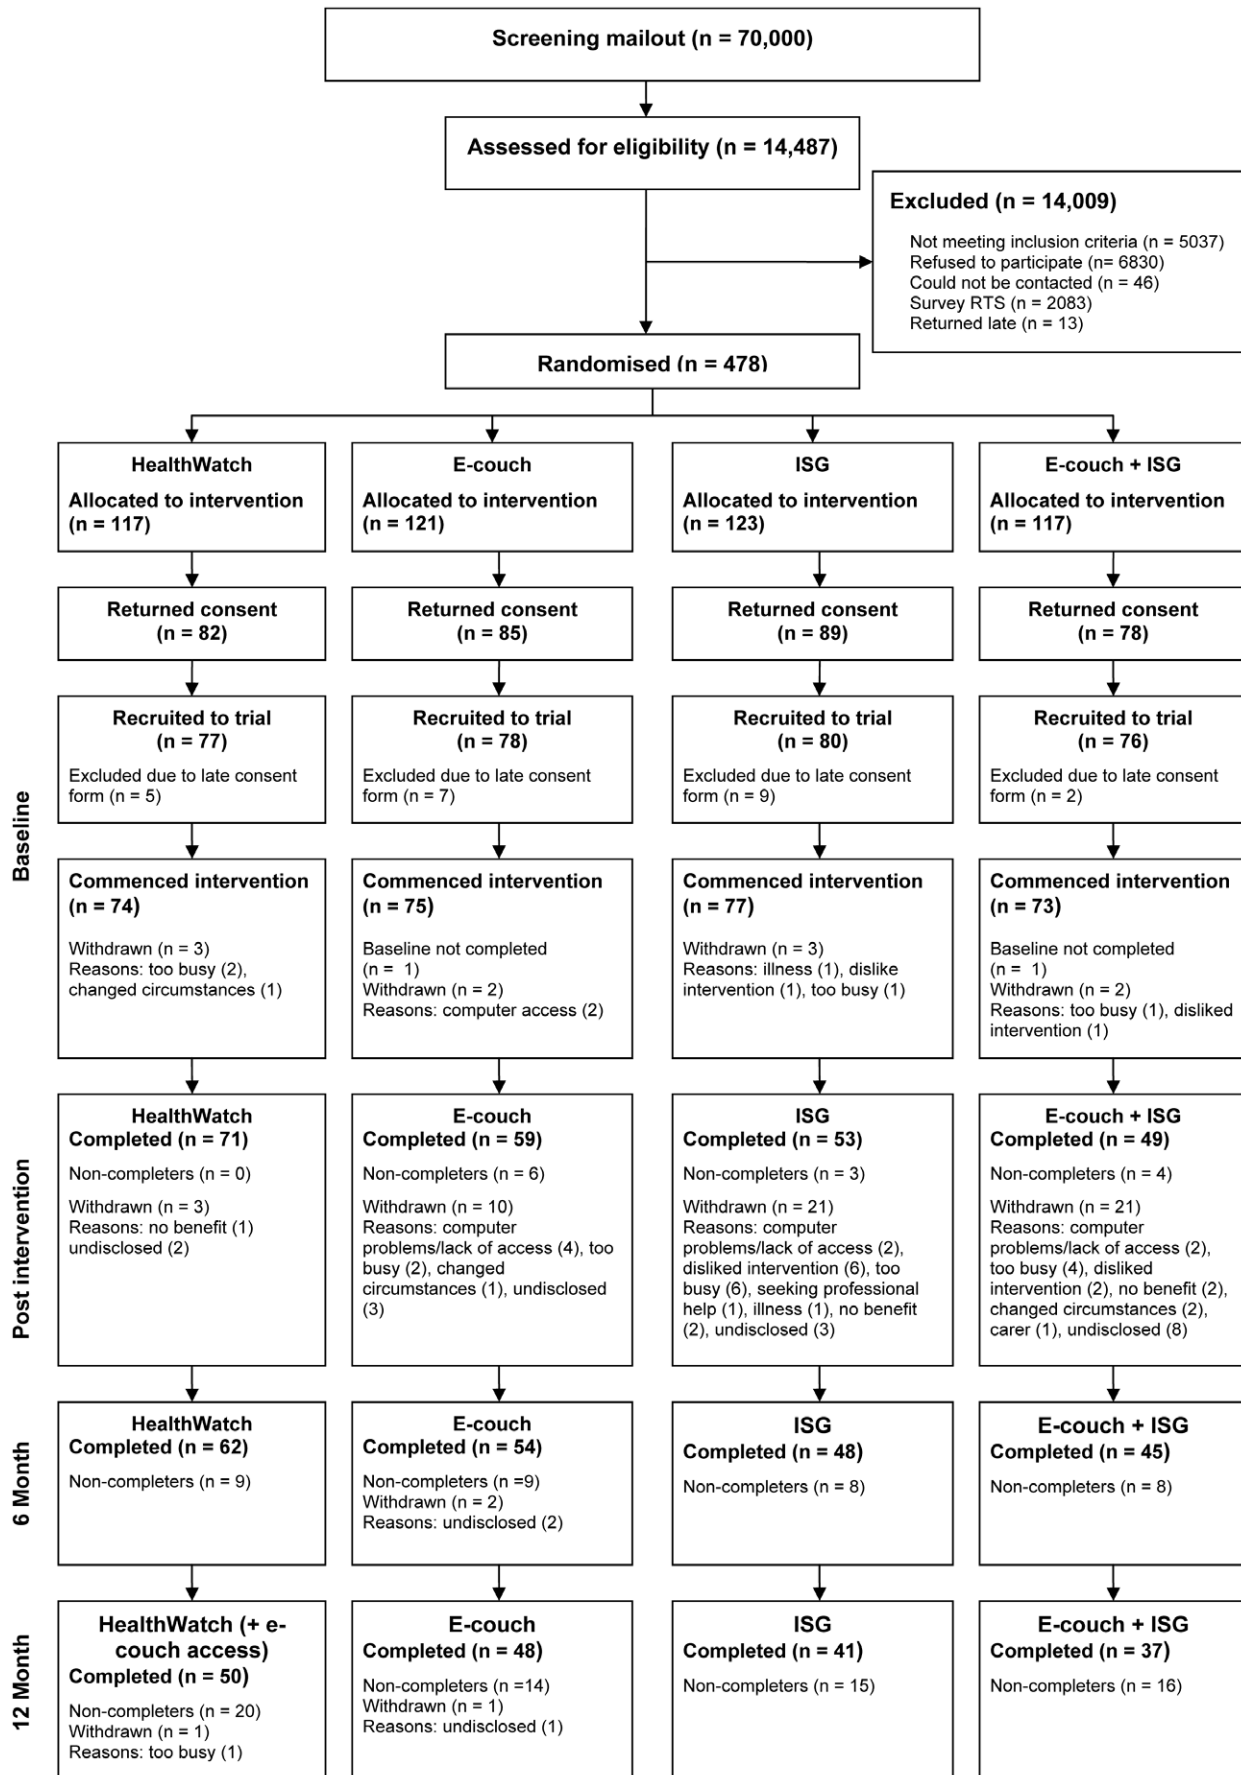 Screening mailout (n = 70,000)
Assessed for eligibility (n = 14,487)
Excluded (n = 14,009)
Not meeting inclusion criteria (n = 5037)
Refused to participate (n= 6830)
Could not be contacted (n = 46)
Survey RTS (n = 2083)
Returned late (n = 13)
Randomised (n = 478)
HealthWatch
Allocated to intervention
(n = 117)
E-couch
Allocated to intervention
(n = 121)
ISG
Allocated to intervention
(n = 123)
E-couch + ISG
Allocated to intervention
(n = 117)
Returned consent
(n = 82)
Returned consent
(n = 85)
Returned consent
(n = 89)
Returned consent
(n = 78)
Baseline
Recruited to trial
(n = 77)
Excluded due to late consent
form (n = 5)
Recruited to trial
(n = 78)
Excluded due to late consent
form (n = 7)
Recruited to trial
(n = 80)
Excluded due to late consent
form (n = 9)
Recruited to trial
(n = 76)
Excluded due to late consent
form (n = 2)
Commenced intervention
(n = 74)
Withdrawn (n = 3)
Reasons: too busy (2),
changed circumstances (1)
Commenced intervention
(n = 75)
Baseline not completed
(n = 1)
Withdrawn (n = 2)
Reasons: computer access (2)
Commenced intervention
(n = 77)
Withdrawn (n = 3)
Reasons: illness (1), dislike
intervention (1), too busy (1)
Commenced intervention
(n = 73)
Baseline not completed
(n = 1)
Withdrawn (n = 2)
Reasons: too busy (1), disliked
intervention (1)
Post intervention
HealthWatch
Completed (n = 71)
Non-completers (n = 0)
Withdrawn (n = 3)
Reasons: no benefit (1)
undisclosed (2)
E-couch
Completed (n = 59)
Non-completers (n = 6)
Withdrawn (n = 10)
Reasons: computer
problems/lack of access (4), too
busy (2), changed
circumstances (1), undisclosed
(3)
ISG
Completed (n = 53)
Non-completers (n = 3)
Withdrawn (n = 21)
Reasons: computer
problems/lack of access (2),
disliked intervention (6), too
busy (6), seeking professional
help (1), illness (1), no benefit
(2), undisclosed (3)
E-couch + ISG
Completed (n = 49)
Non-completers (n = 4)
Withdrawn (n = 21)
Reasons: computer
problems/lack of access (2),
too busy (4), disliked
intervention (2), no benefit (2),
changed circumstances (2),
carer (1), undisclosed (8)
6 Month
HealthWatch
Completed (n = 62)
Non-completers (n = 9)
E-couch
Completed (n = 54)
Non-completers (n =9)
Withdrawn (n = 2)
Reasons: undisclosed (2)
ISG
Completed (n = 48)
Non-completers (n = 8)
E-couch + ISG
Completed (n = 45)
Non-completers (n = 8)
12 Month
HealthWatch (+ e-
couch access)
Completed (n = 50)
Non-completers (n = 20)
Withdrawn (n = 1)
Reasons: too busy (1)
E-couch
Completed (n = 48)
Non-completers (n =14)
Withdrawn (n = 1)
Reasons: undisclosed (1)
ISG
Completed (n = 41)
Non-completers (n = 15)
E-couch + ISG
Completed (n = 37)
Non-completers (n = 16)